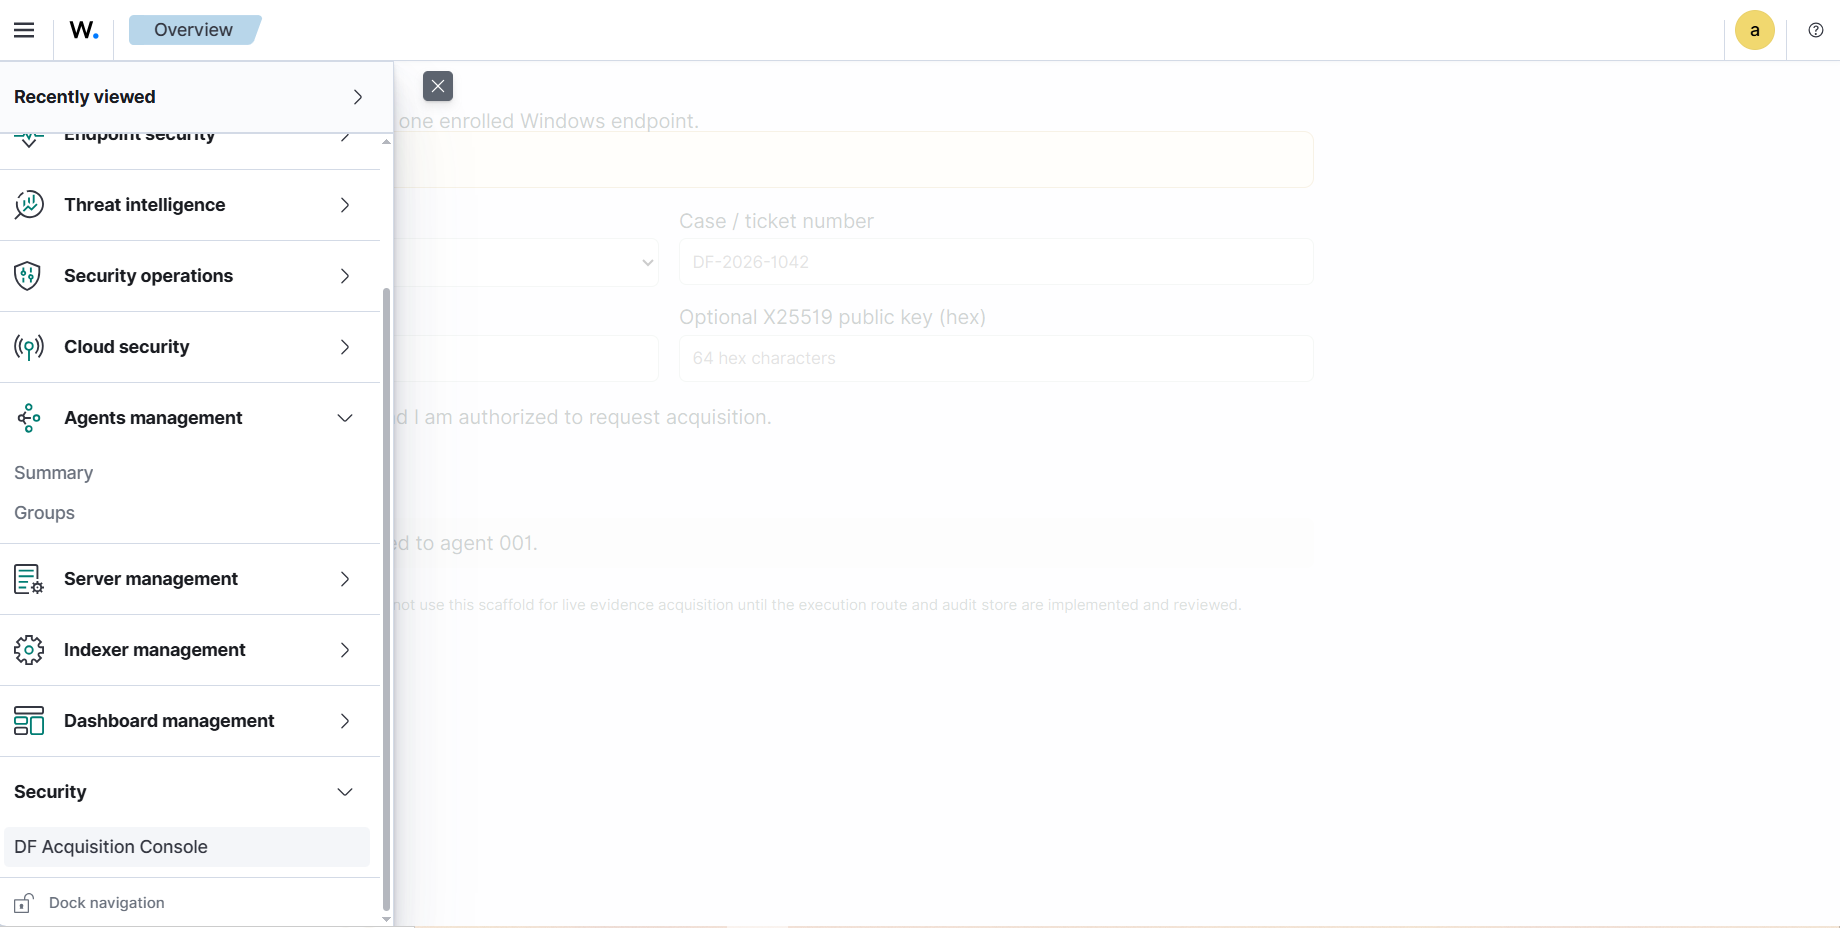 W.
Overview
a
Recently viewed
one enrolled Windows endpoint.
Endpoint security
Threat intelligence
Case / ticket number
Security operations
DF-2026-1042
Optional X25519 public key (hex)
Cloud security
64 hex characters
Agents management
d I am authorized to request acquisition.
Summary
Groups
ed to agent 001.
Server management
not use this scaffold for live evidence acquisition until the execution route and audit store are implemented and reviewed.
Indexer management
Dashboard management
Security
DF Acquisition Console
Dock navigation